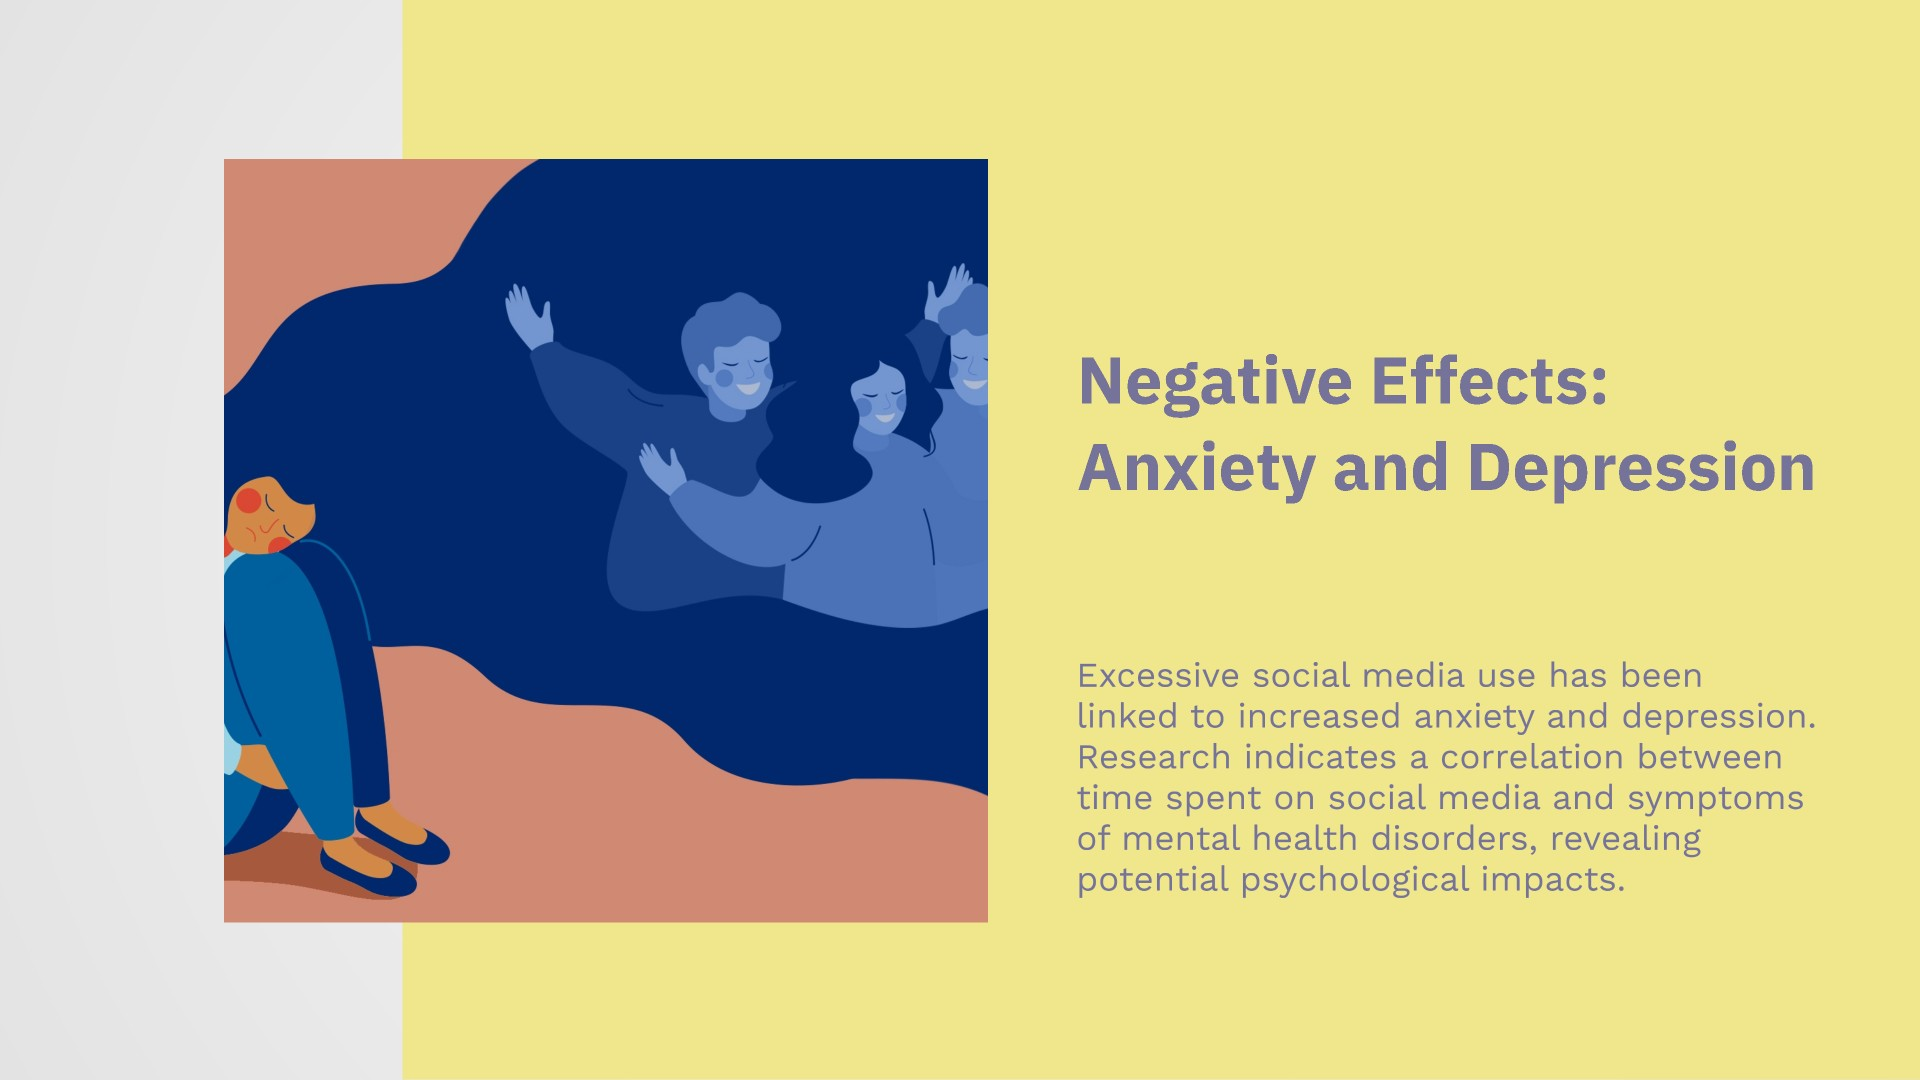 Negative Effects:
Anxiety and Depression
Excessive social media use has been
linked to increased anxiety and depression.
Research indicates a correlation between
time spent on social media and symptoms
of mental health disorders, revealing
potential psychological impacts.